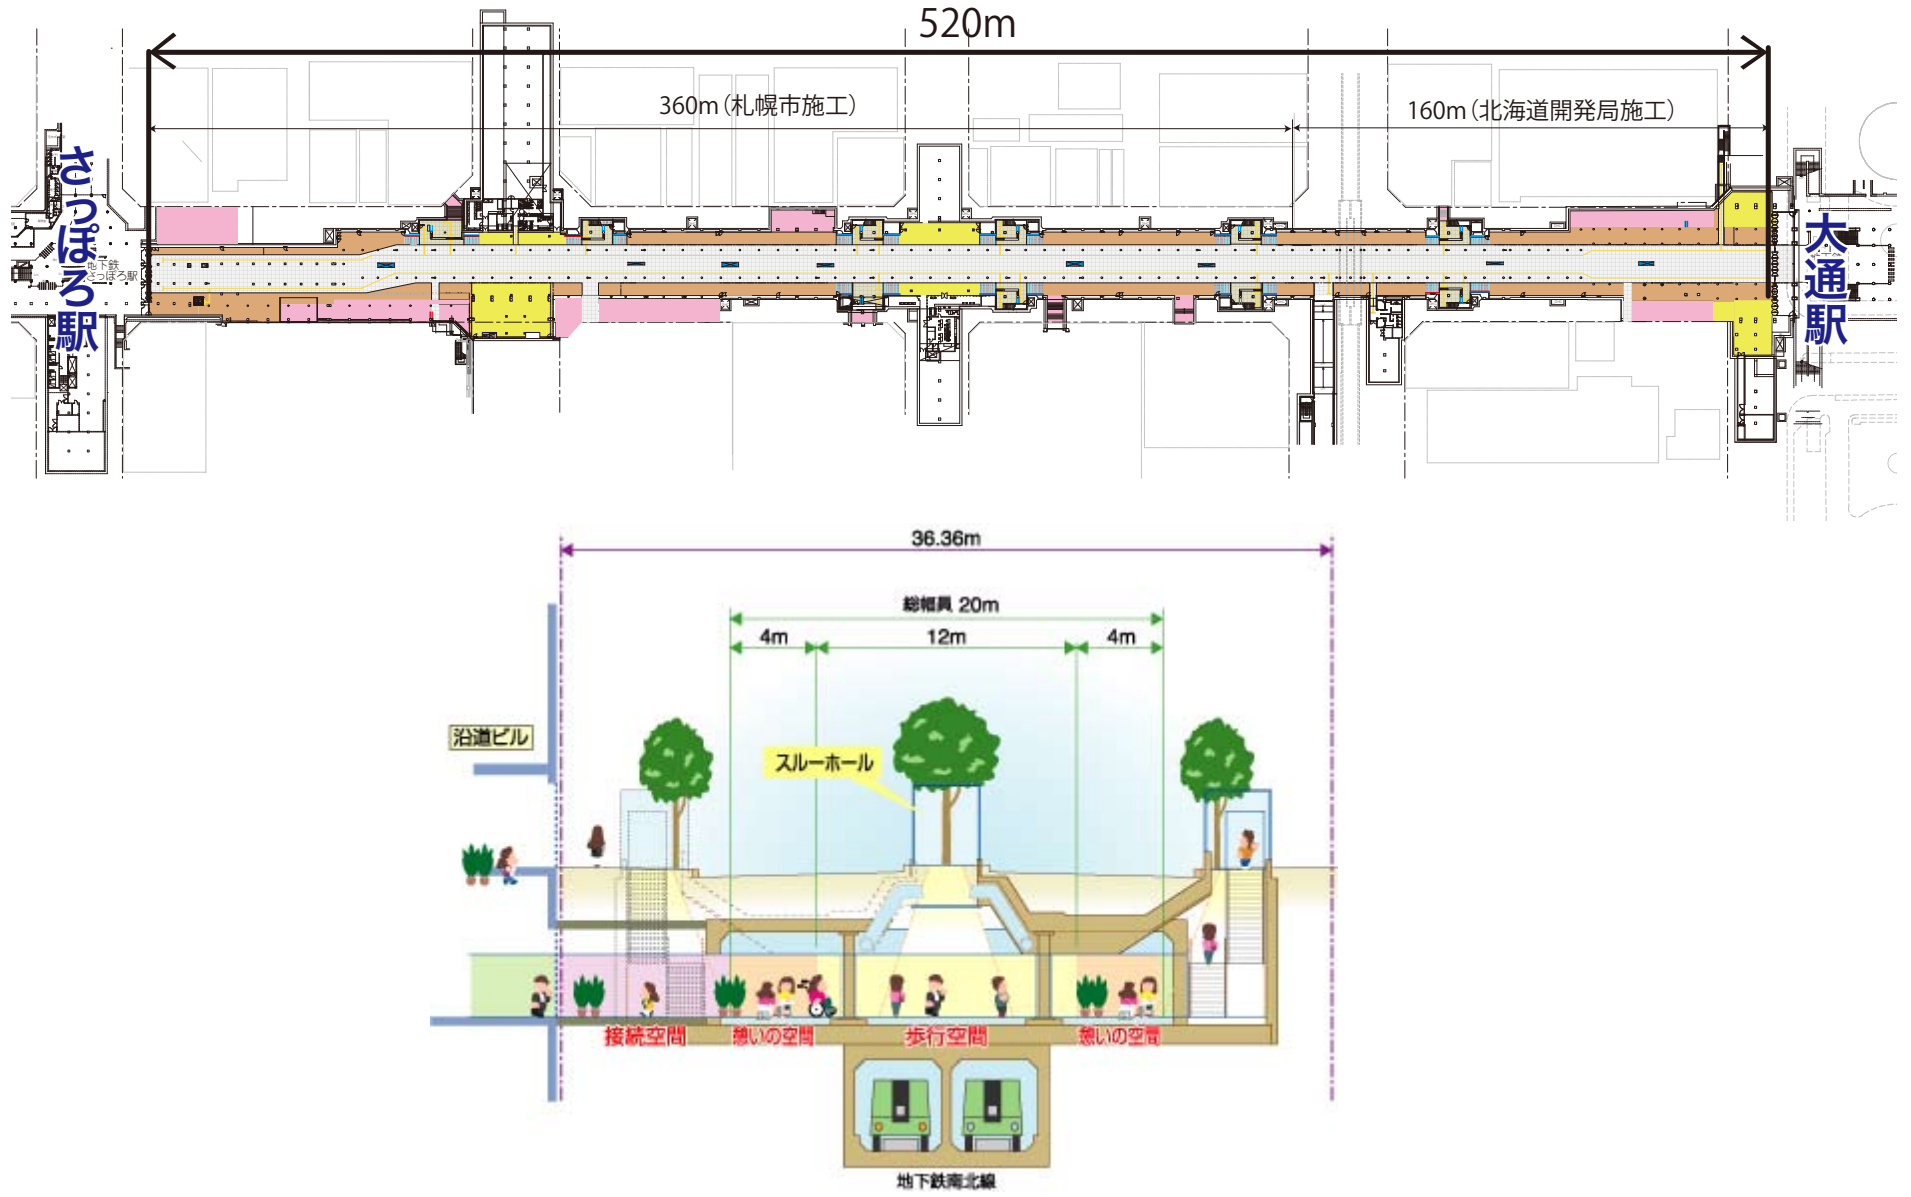 520m
360m（札幌市施工）
160m（北海道開発局施工）
さっぽろ駅
地下鉄
さっぽろ駅
大通駅
36.36m
総幅員 20m
4m
12m
4m
沿道ビル
スルーホール
接続空間
憩いの空間
歩行空間
憩いの空間
地下鉄南北線